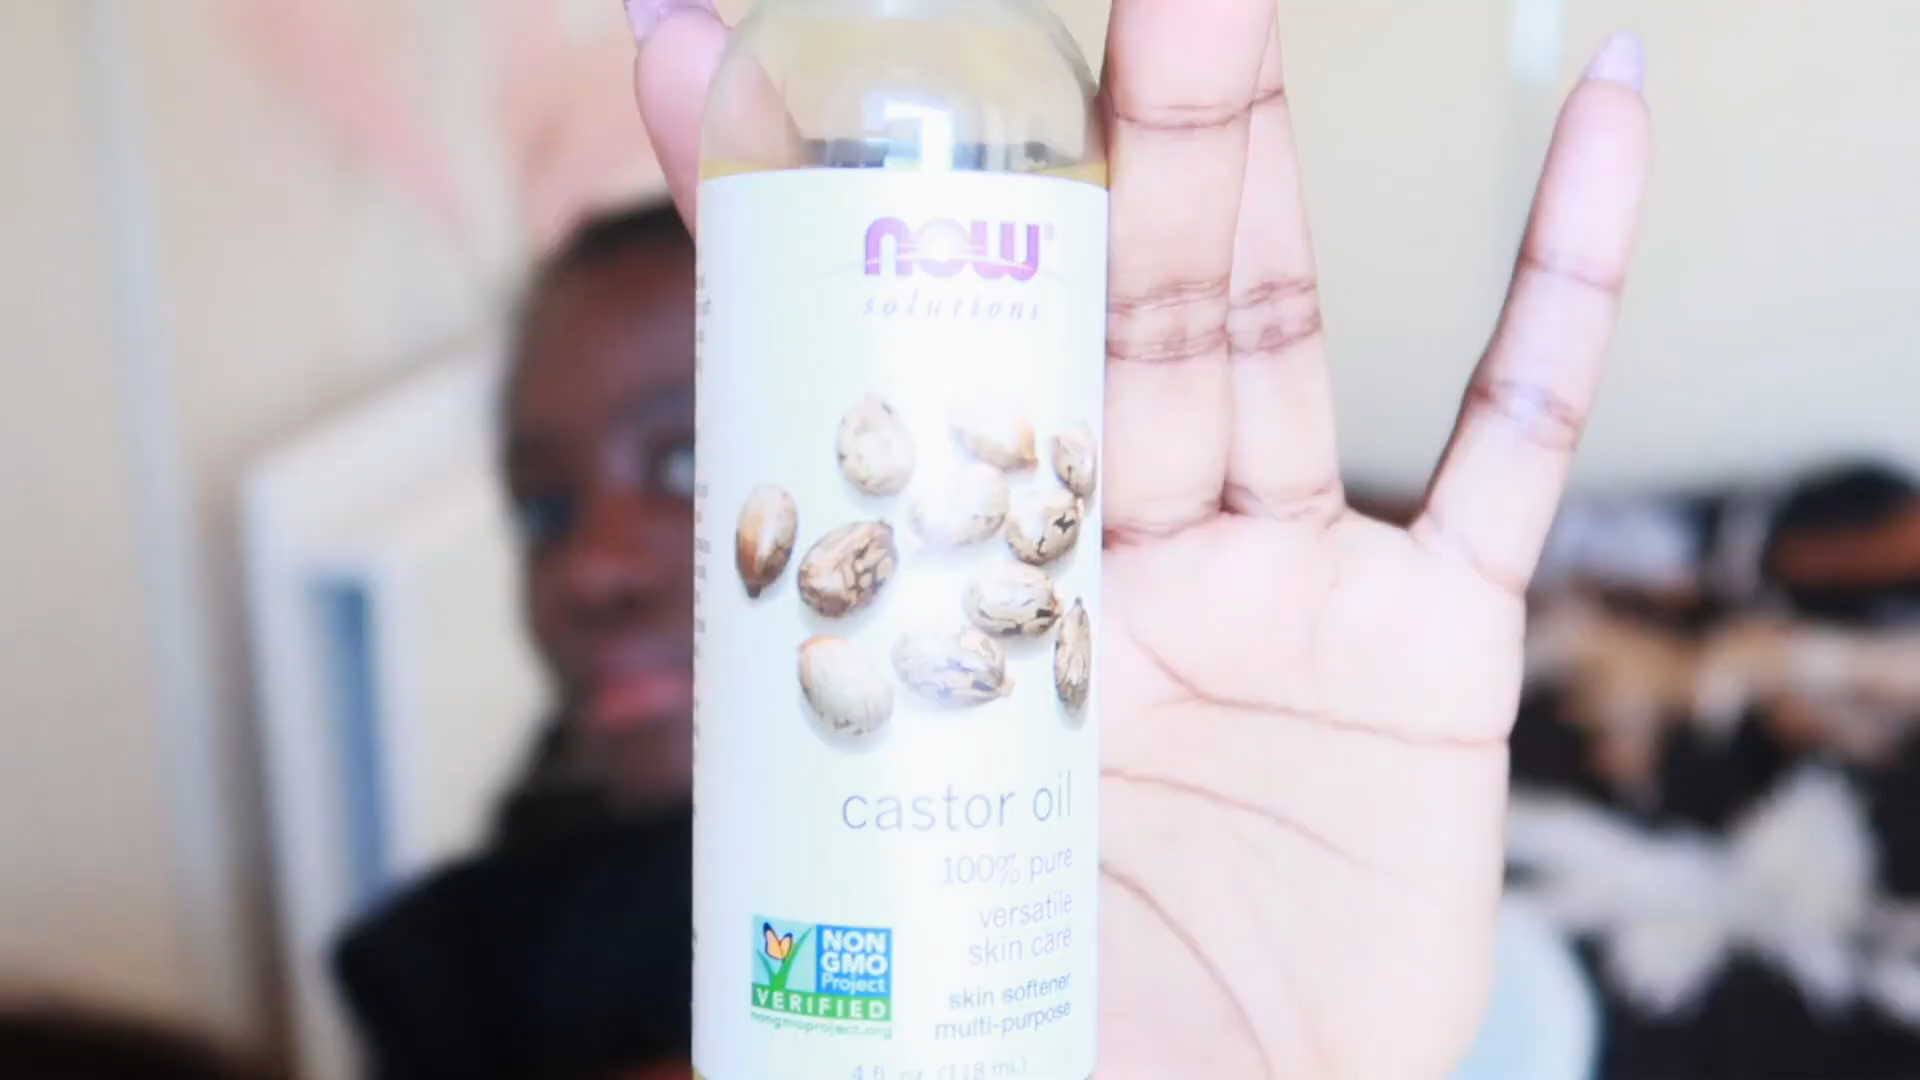 now
solutions
castor oil
100% pure
versatile
skin care
skin softener
multi-purpose
NON
GMO
Project
VERIFIED
nongmoproject.org
4 fl. oz. (118 mL)